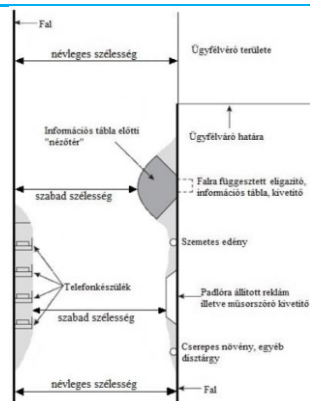 Fal
névleges szélesség
Ügyfélváró területe
Információs tábla előtti
"nézőtér"
Ügyfélváró határa
Falra függesztett eligazító,
információs tábla, kivetítő
szabad szélesség
Szemetes edény
Telefonkészülék
Padlóra állított reklám
illetve műsorszóró kivetítő
szabad szélesség
Cserepes növény, egyéb
dísztárgy
névleges szélesség
Fal